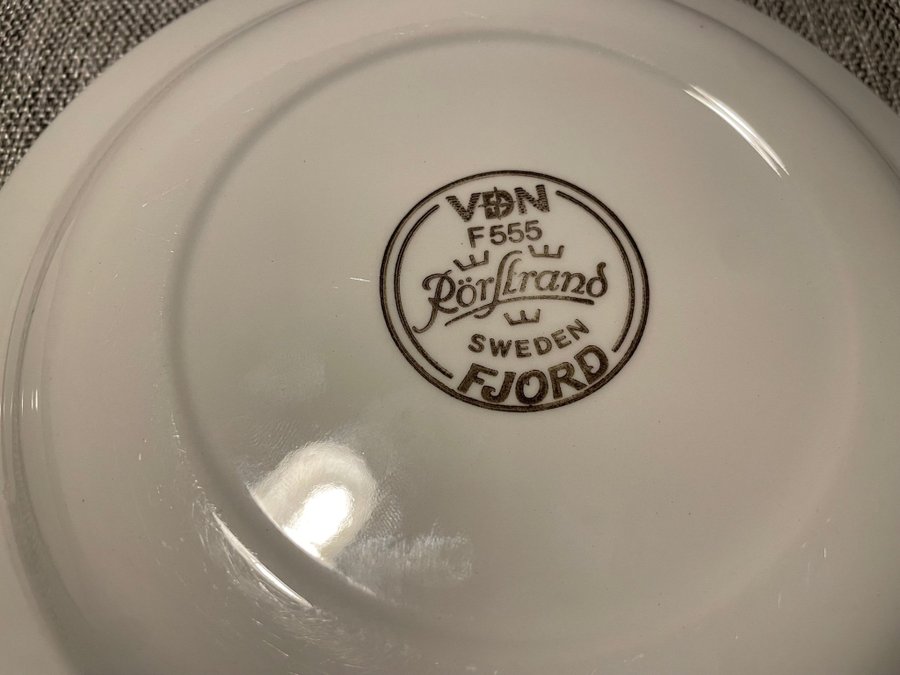 VDN
F555
Rörstrand
SWEDEN
FJORD